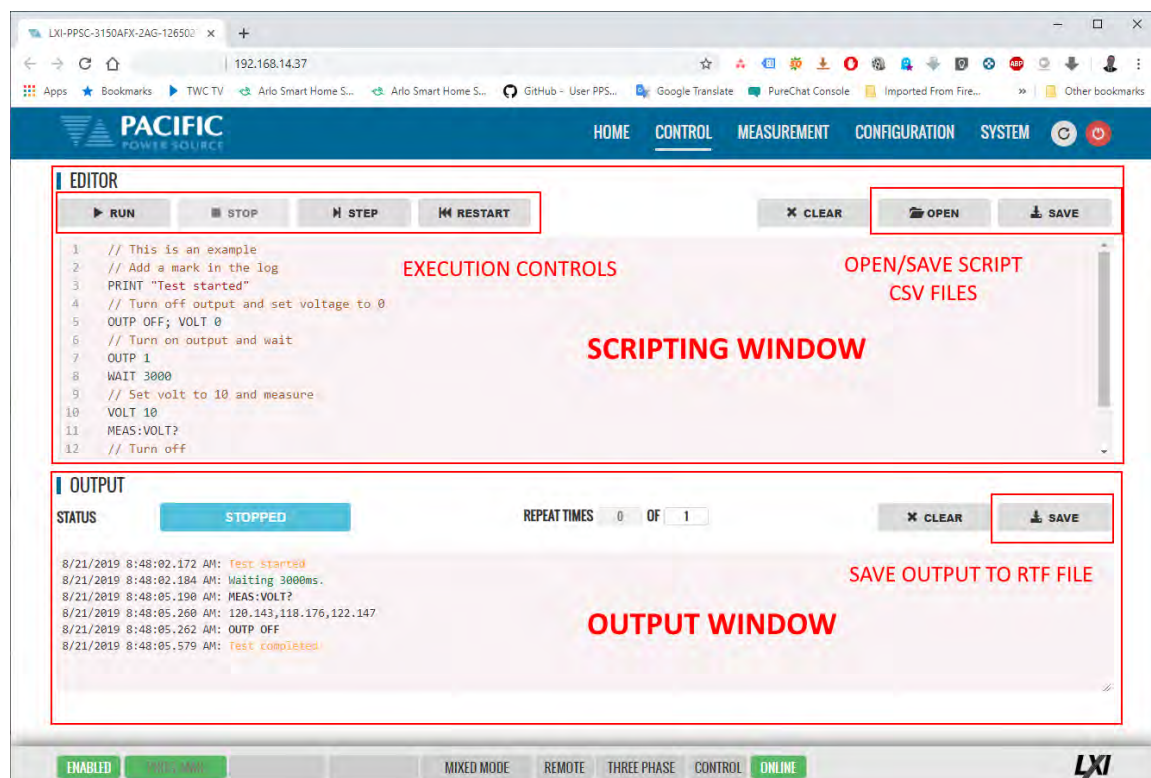 LXI-PPSC-3150AFX-2AG-126502
192.168.14.37
Apps Bookmarks TWC TV Arlo Smart Home S... Arlo Smart Home S... GitHub - User PPS... Google Translate PureChat Console Imported From Fire... » Other bookmarks
PACIFIC
POWER SOURCE
HOME CONTROL MEASUREMENT CONFIGURATION SYSTEM
EDITOR
RUN STOP STEP RESTART CLEAR OPEN SAVE
1 // This is an example
2 // Add a mark in the log
3 PRINT "Test started"
4 // Turn off output and set voltage to 0
5 OUTP OFF; VOLT 0
6 // Turn on output and wait
7 OUTP 1
8 WAIT 3000
9 // Set volt to 10 and measure
10 VOLT 10
11 MEAS:VOLT?
12 // Turn off
EXECUTION CONTROLS
OPEN/SAVE SCRIPT
CSV FILES
SCRIPTING WINDOW
OUTPUT
STATUS STOPPED REPEAT TIMES 0 OF 1 CLEAR SAVE
8/21/2019 8:48:02.172 AM: Test started
8/21/2019 8:48:02.184 AM: Waiting 3000ms.
8/21/2019 8:48:05.190 AM: MEAS:VOLT?
8/21/2019 8:48:05.260 AM: 120.143,118.176,122.147
8/21/2019 8:48:05.262 AM: OUTP OFF
8/21/2019 8:48:05.579 AM: Test completed
SAVE OUTPUT TO RTF FILE
OUTPUT WINDOW
ENABLED MIXED MODE REMOTE THREE PHASE CONTROL ONLINE LXI